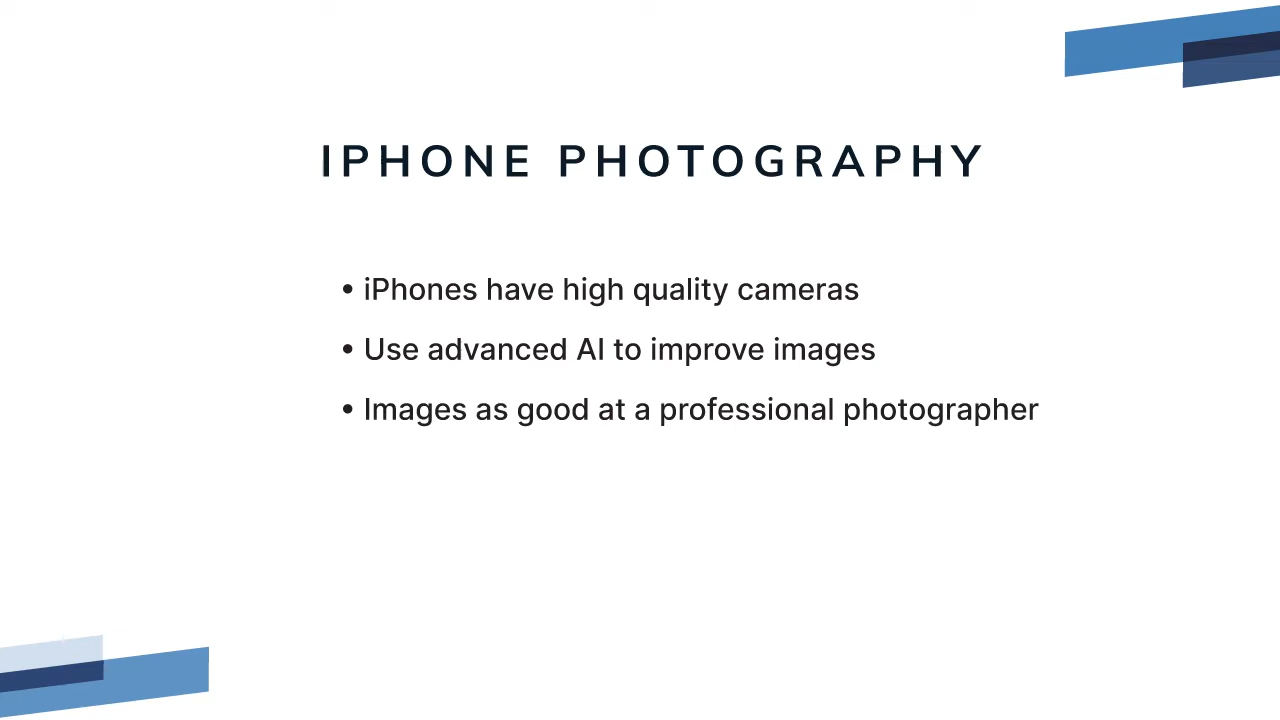 IPHONE PHOTOGRAPHY
• iPhones have high quality cameras
• Use advanced AI to improve images
• Images as good at a professional photographer